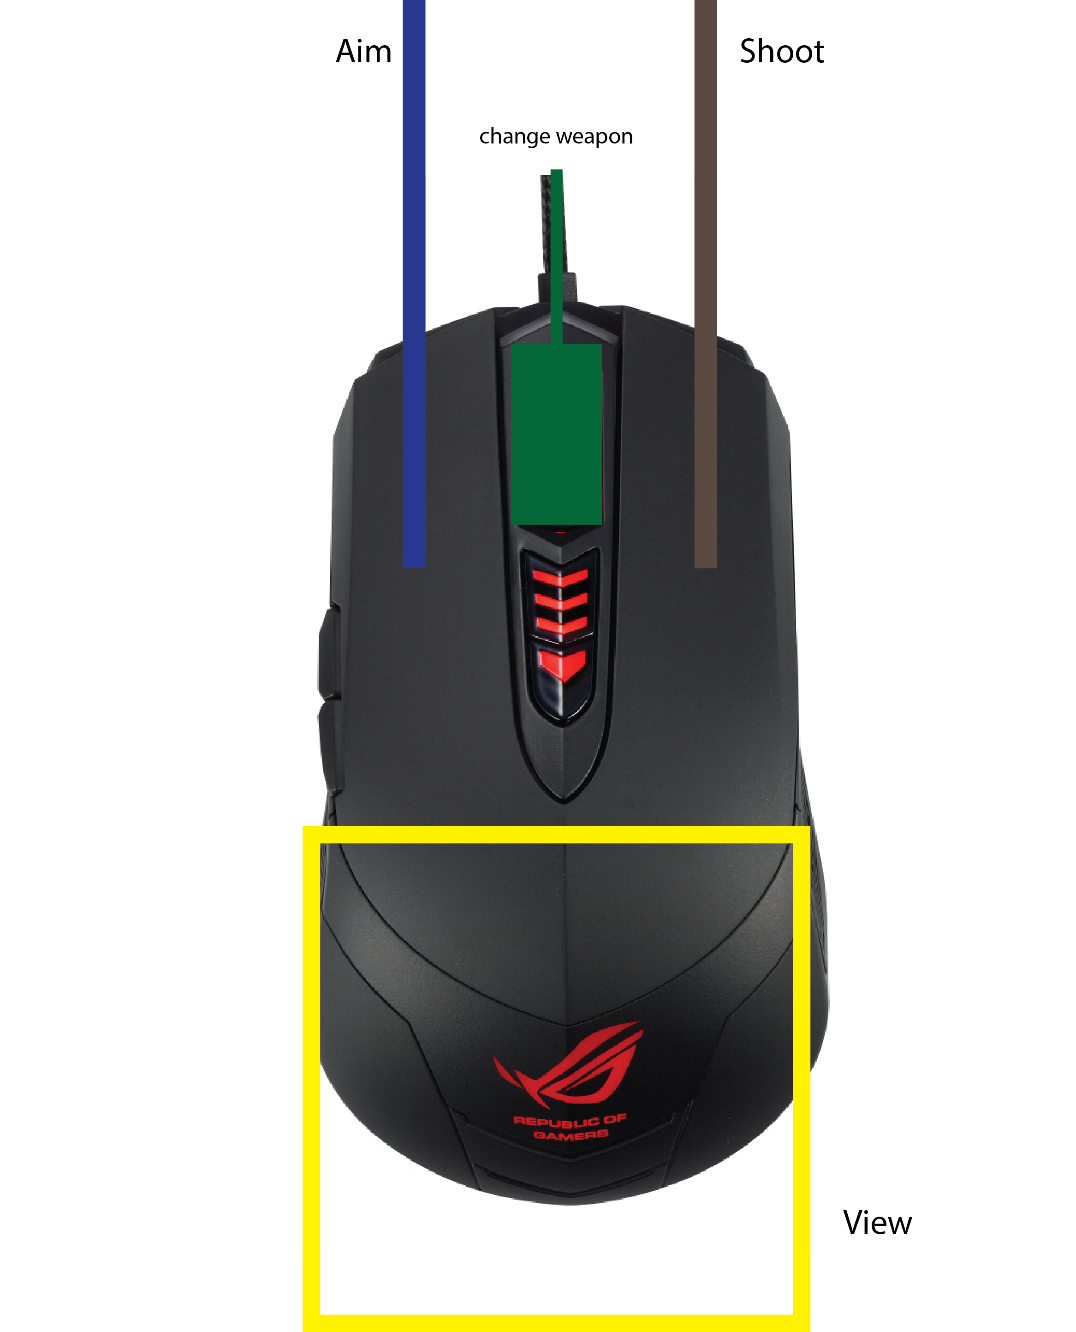 Aim
Shoot
change weapon
REPUBLIC OF
GAMERS
View